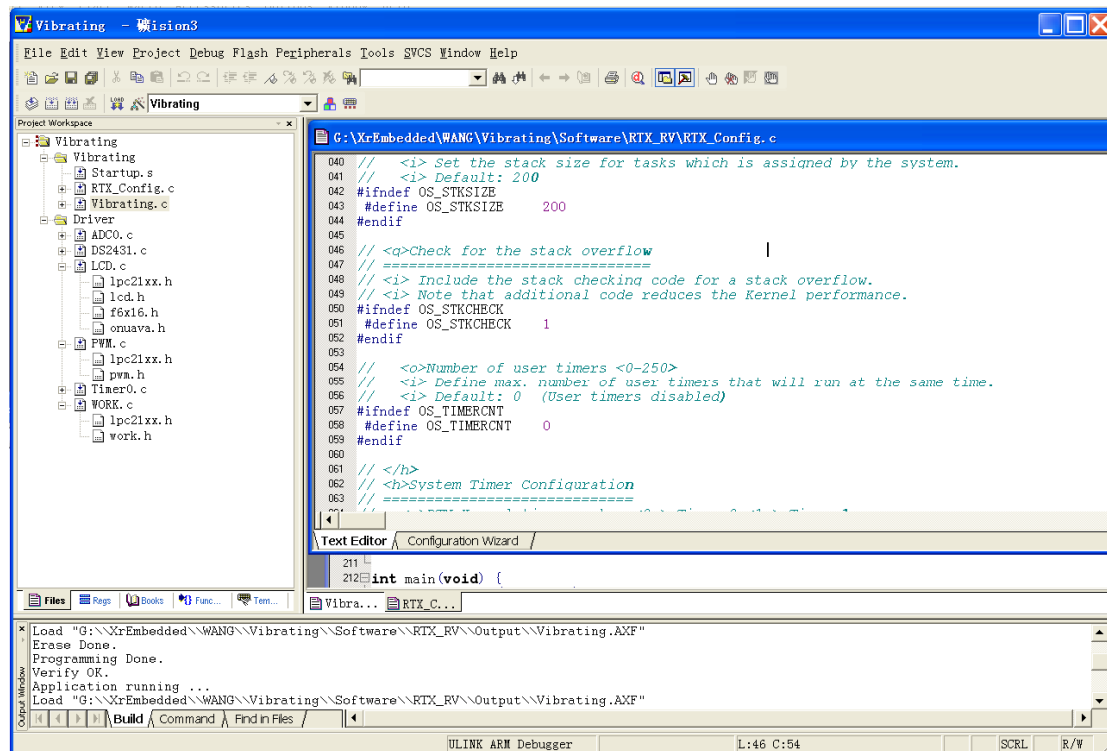 Vibrating - 礦ision3
File Edit View Project Debug Flash Peripherals Tools SVCS Window Help
LOAD Vibrating
Project Workspace
Vibrating
Vibrating
Startup.s
RTX_Config.c
Vibrating.c
Driver
ADC0.c
DS2431.c
LCD.c
lpc21xx.h
lcd.h
f6x16.h
onuava.h
PWM.c
lpc21xx.h
pwm.h
Timer0.c
WORK.c
lpc21xx.h
work.h
Files Regs Books Func... Tem...
G:\XrEmbedded\WANG\Vibrating\Software\RTX_RV\RTX_Config.c
040 // <i> Set the stack size for tasks which is assigned by the system.
041 // <i> Default: 200
042 #ifndef OS_STKSIZE
043 #define OS_STKSIZE 200
044 #endif
045
046 // <q>Check for the stack overflow
047 // ===============================
048 // <i> Include the stack checking code for a stack overflow.
049 // <i> Note that additional code reduces the Kernel performance.
050 #ifndef OS_STKCHECK
051 #define OS_STKCHECK 1
052 #endif
053
054 // <o>Number of user timers <0-250>
055 // <i> Define max. number of user timers that will run at the same time.
056 // <i> Default: 0 (User timers disabled)
057 #ifndef OS_TIMERCNT
058 #define OS_TIMERCNT 0
059 #endif
060
061 // </h>
062 // <h>System Timer Configuration
063 // =============================
Text Editor Configuration Wizard
211
212 int main(void) {
Vibra... RTX_C...
Output Window
Load "G:\\XrEmbedded\\WANG\\Vibrating\\Software\\RTX_RV\\Output\\Vibrating.AXF"
Erase Done.
Programming Done.
Verify OK.
Application running ...
Load "G:\\XrEmbedded\\WANG\\Vibrating\\Software\\RTX_RV\\Output\\Vibrating.AXF"
Build Command Find in Files
ULINK ARM Debugger L:46 C:54 SCRL R/W